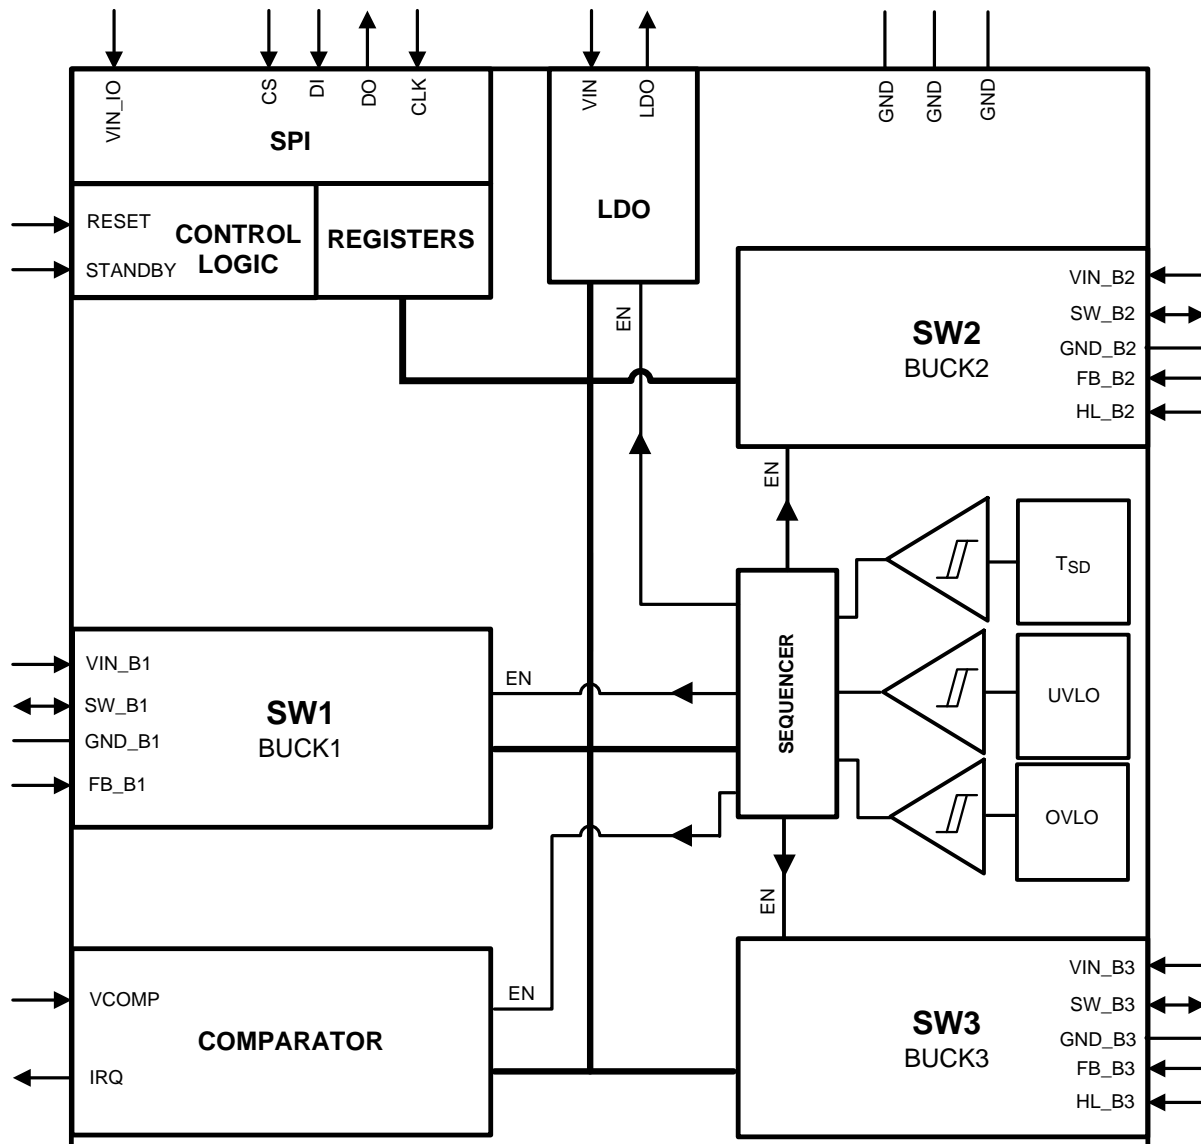 VIN_IO
CS
DI
DO
CLK
SPI
VIN
LDO
LDO
GND
GND
GND
RESET
STANDBY
CONTROL
LOGIC
REGISTERS
EN
SW2
BUCK2
VIN_B2
SW_B2
GND_B2
FB_B2
HL_B2
EN
TSD
SEQUENCER
UVLO
OVLO
VIN_B1
SW_B1
GND_B1
FB_B1
SW1
BUCK1
EN
EN
VCOMP
IRQ
COMPARATOR
EN
SW3
BUCK3
VIN_B3
SW_B3
GND_B3
FB_B3
HL_B3